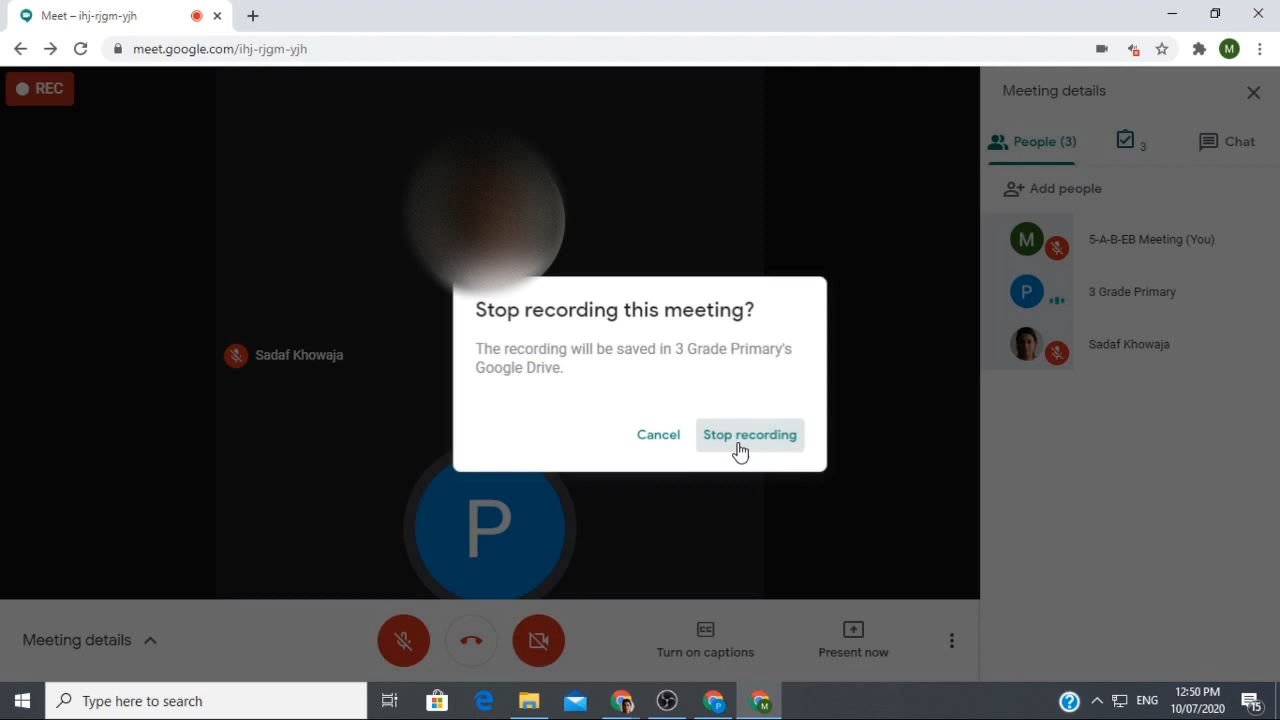 Meet – ihj-rjgm-yjh
meet.google.com/ihj-rjgm-yjh
M
REC
Meeting details
People (3)
3
Chat
Add people
M
5-A-B-EB Meeting (You)
P
3 Grade Primary
Sadaf Khowaja
Sadaf Khowaja
Stop recording this meeting?
The recording will be saved in 3 Grade Primary's
Google Drive.
Cancel
Stop recording
P
Meeting details
CC
Turn on captions
Present now
Type here to search
P
M
ENG
12:50 PM
10/07/2020
15